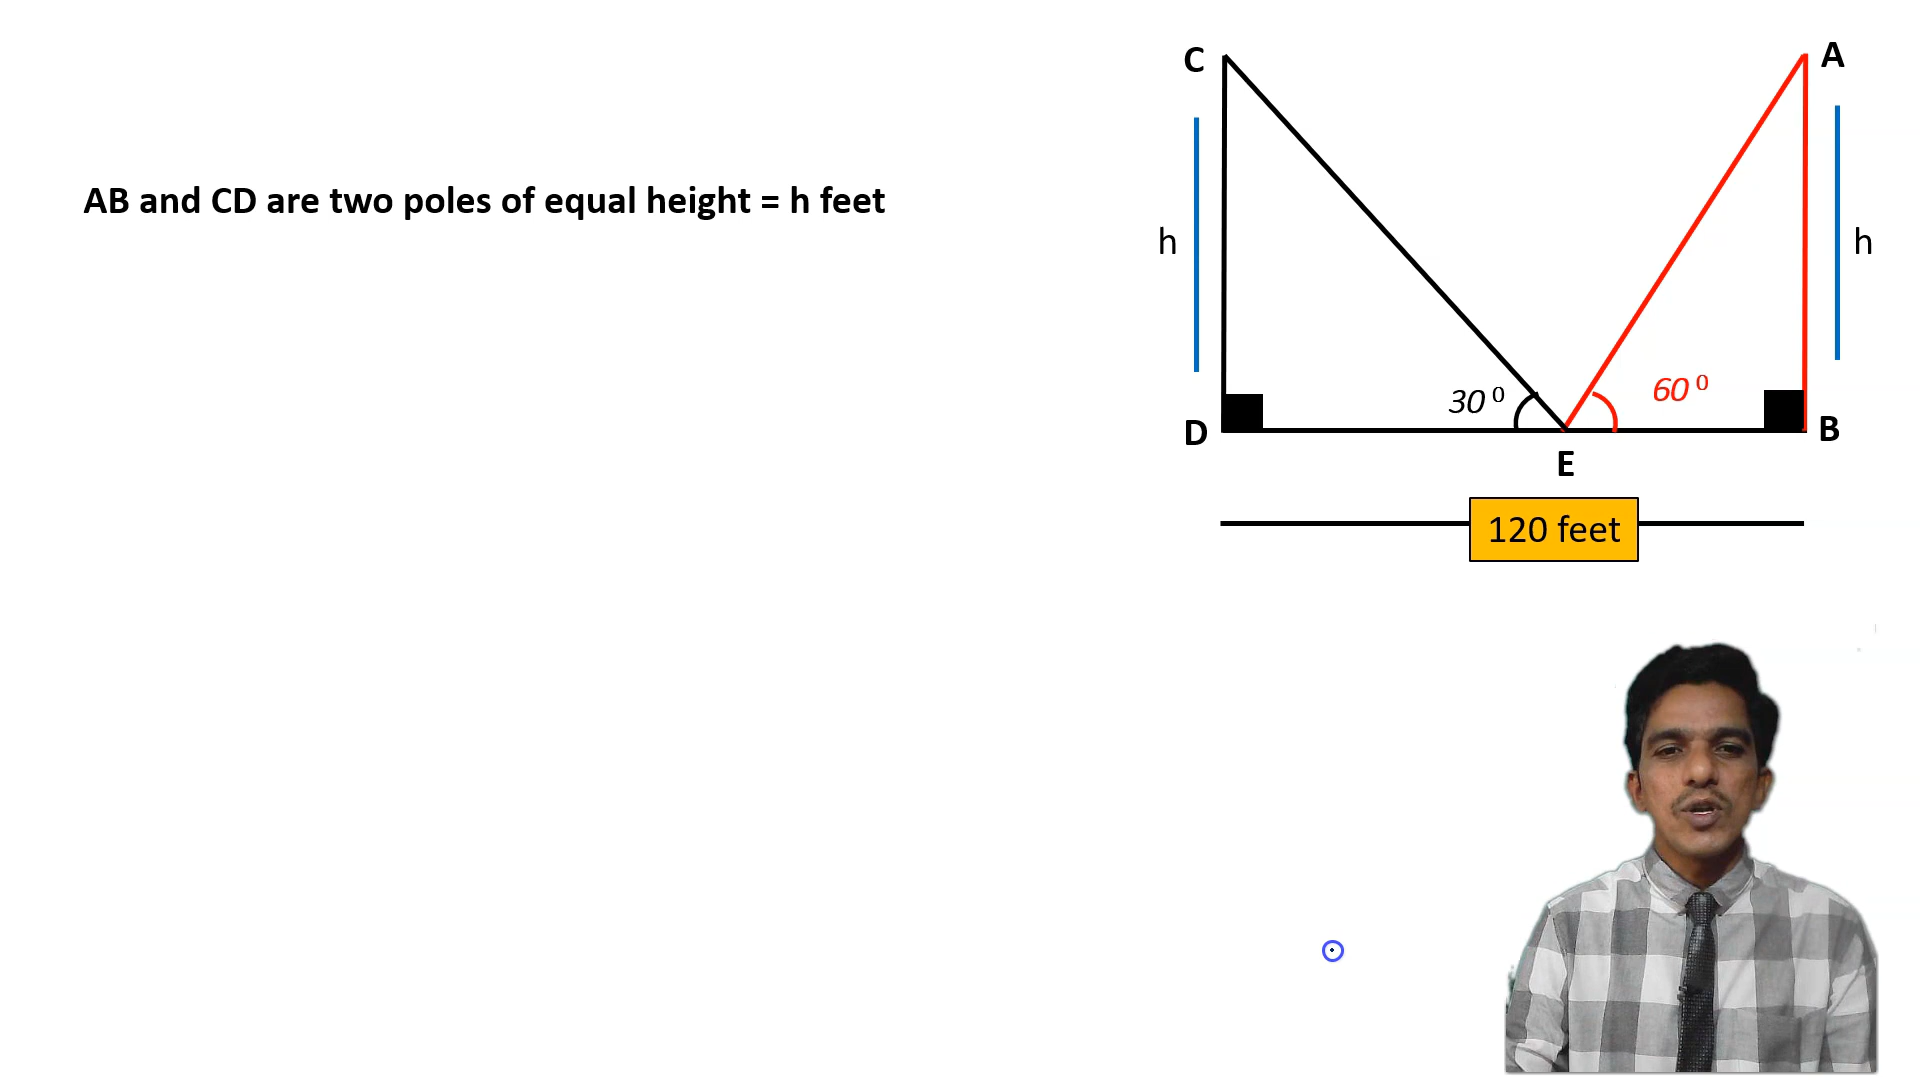 C
A
AB and CD are two poles of equal height = h feet
h
h
30⁰
60⁰
D
B
E
120 feet